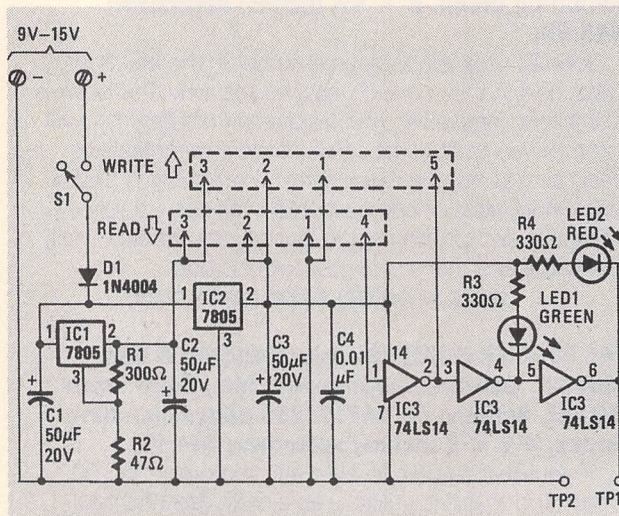 9V–15V
- +
S1
WRITE 3 2 1 5
READ 3 2 1 4
D1
1N4004
R4
330Ω
LED2
RED
R3
330Ω
LED1
GREEN
1 IC2 2
7805
3
1 IC1 2
7805
3
R1
300Ω
R2
47Ω
C1
50μF
20V
C2
50μF
20V
C3
50μF
20V
C4
0.01
μF
14
1 2 3 4 5 6
7
IC3
74LS14
IC3
74LS14
IC3
74LS14
TP2 TP1